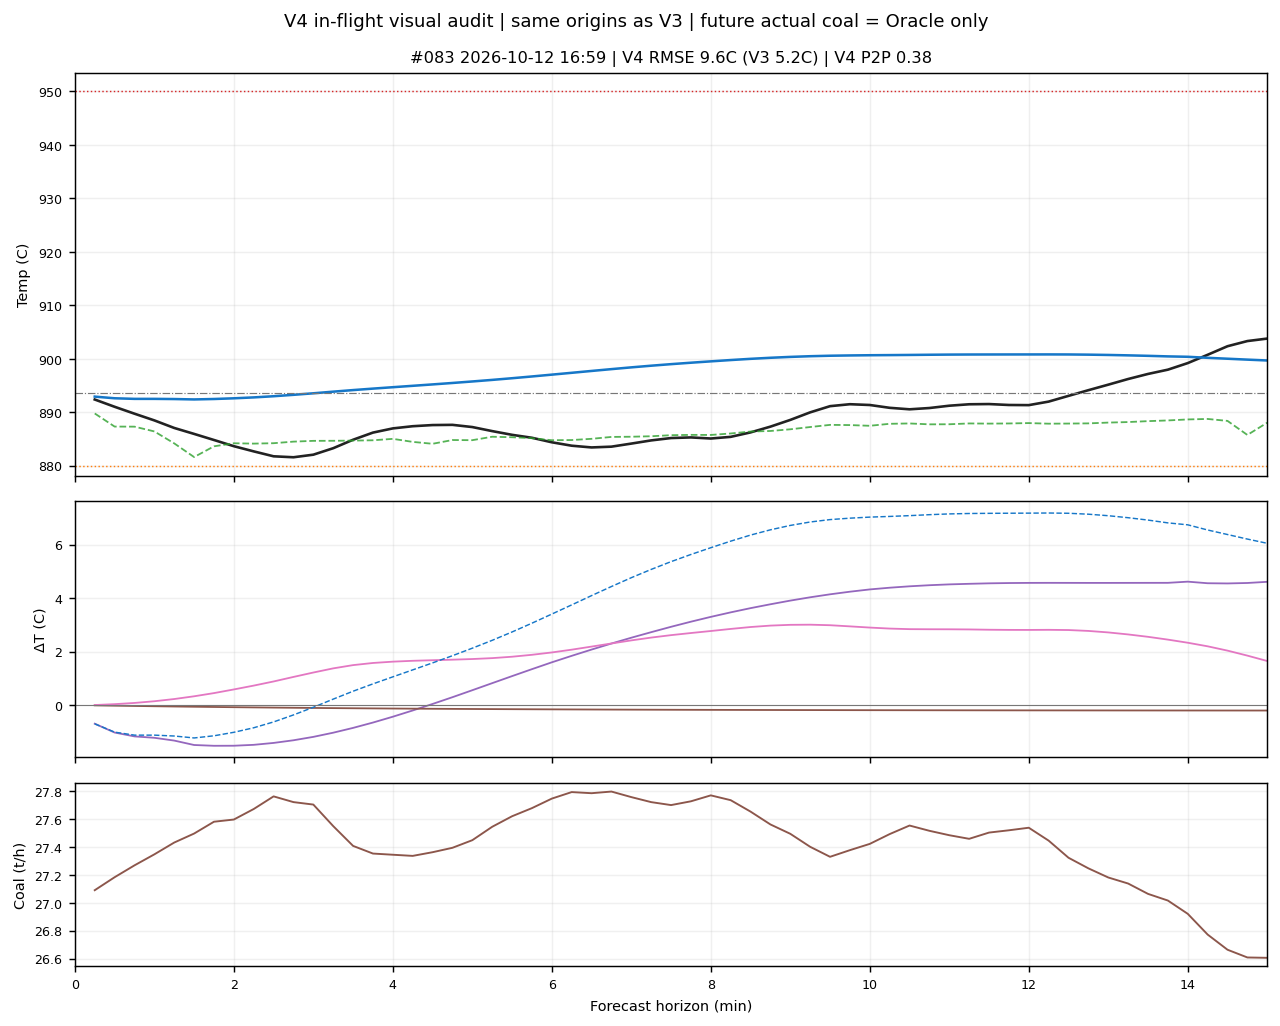 V4 in-flight visual audit | same origins as V3 | future actual coal = Oracle only
#083 2026-10-12 16:59 | V4 RMSE 9.6C (V3 5.2C) | V4 P2P 0.38
950
940
930
920
910
900
890
880
Temp (C)
6
4
2
0
ΔT (C)
27.8
27.6
27.4
27.2
27.0
26.8
26.6
Coal (t/h)
0 2 4 6 8 10 12 14
Forecast horizon (min)